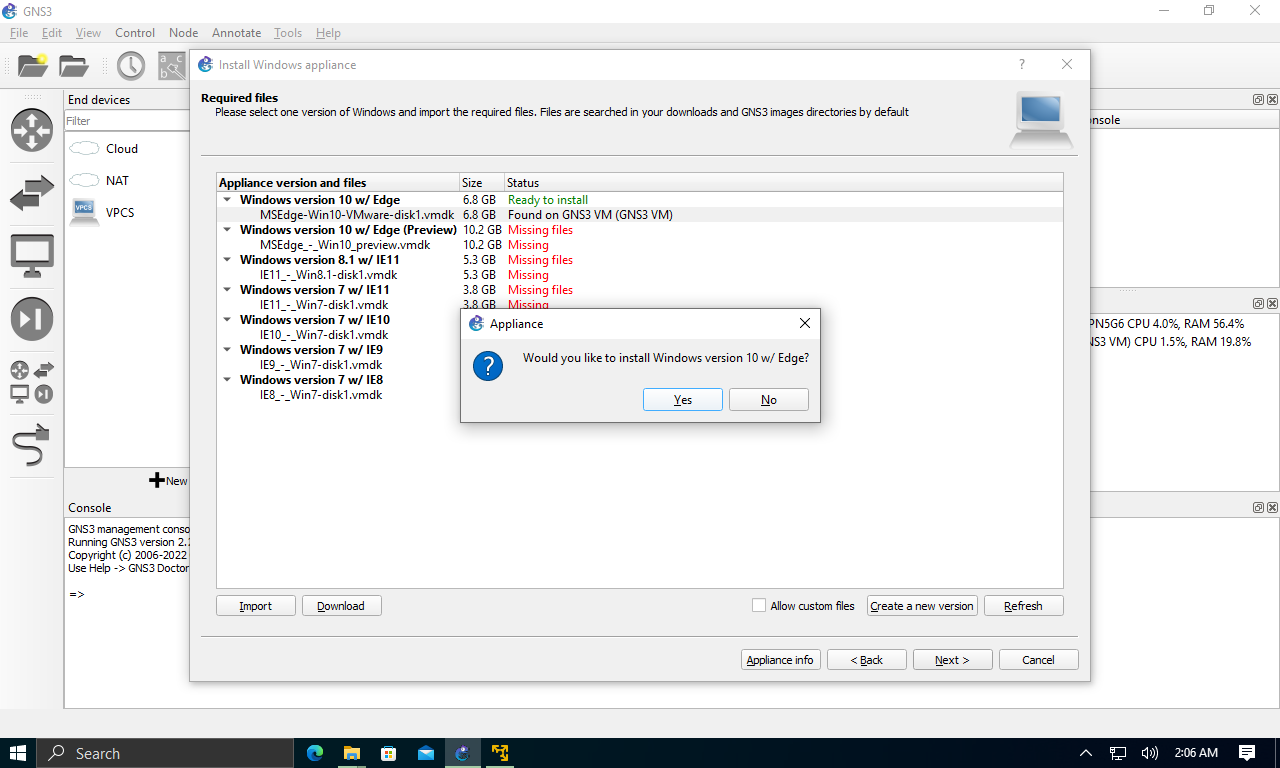 GNS3
File Edit View Control Node Annotate Tools Help
Install Windows appliance
Required files
Please select one version of Windows and import the required files. Files are searched in your downloads and GNS3 images directories by default
End devices
Filter
Cloud
NAT
VPCS
VPCS
New
Appliance version and files Size Status
Windows version 10 w/ Edge 6.8 GB Ready to install
MSEdge-Win10-VMware-disk1.vmdk 6.8 GB Found on GNS3 VM (GNS3 VM)
Windows version 10 w/ Edge (Preview) 10.2 GB Missing files
MSEdge_-_Win10_preview.vmdk 10.2 GB Missing
Windows version 8.1 w/ IE11 5.3 GB Missing files
IE11_-_Win8.1-disk1.vmdk 5.3 GB Missing
Windows version 7 w/ IE11 3.8 GB Missing files
IE11_-_Win7-disk1.vmdk 3.8 GB Missing
Windows version 7 w/ IE10
IE10_-_Win7-disk1.vmdk
Windows version 7 w/ IE9
IE9_-_Win7-disk1.vmdk
Windows version 7 w/ IE8
IE8_-_Win7-disk1.vmdk
Appliance
Would you like to install Windows version 10 w/ Edge?
Yes No
Import Download Allow custom files Create a new version Refresh
Appliance info < Back Next > Cancel
onsole
PN5G6 CPU 4.0%, RAM 56.4%
NS3 VM) CPU 1.5%, RAM 19.8%
Console
GNS3 management conso
Running GNS3 version 2.
Copyright (c) 2006-2022
Use Help -> GNS3 Doctor
=>
Search
2:06 AM